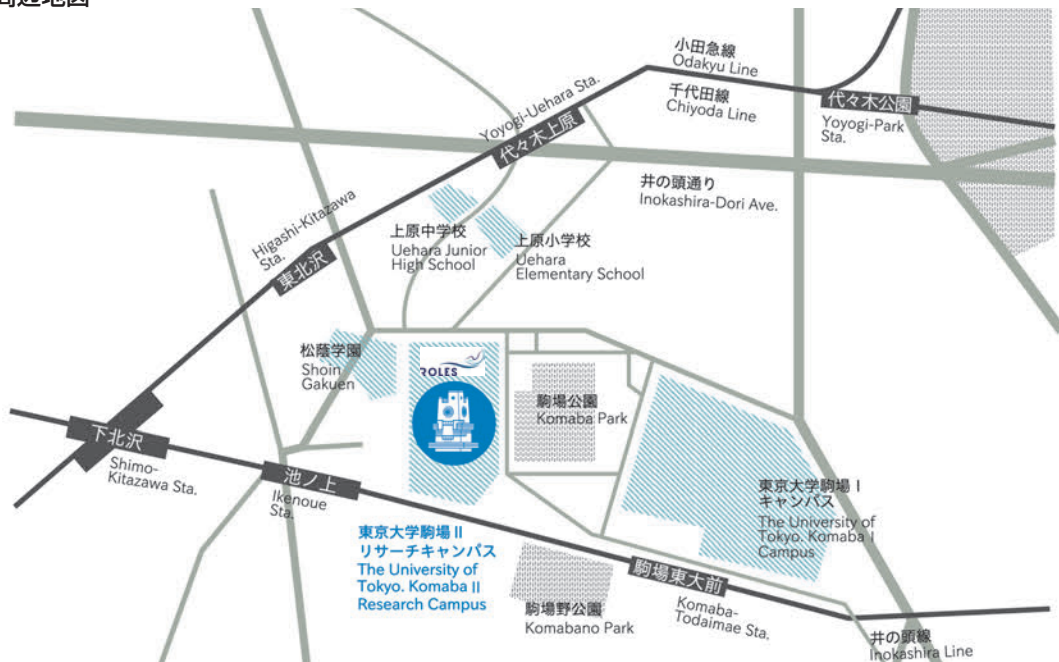 周辺地図
小田急線
Odakyu Line
千代田線
Chiyoda Line
代々木公園
Yoyogi-Park
Sta.
Yoyogi-Uehara Sta.
代々木上原
井の頭通り
Inokashira-Dori Ave.
Higashi-Kitazawa
Sta.
東北沢
上原中学校
Uehara Junior
High School
上原小学校
Uehara
Elementary School
松蔭学園
Shoin
Gakuen
ROLES
駒場公園
Komaba Park
下北沢
Shimo-
Kitazawa Sta.
池ノ上
Ikenoue
Sta.
東京大学駒場Ⅱ
リサーチキャンパス
The University of
Tokyo. Komaba Ⅱ
Research Campus
東京大学駒場Ⅰ
キャンパス
The University of
Tokyo. Komaba Ⅰ
Campus
駒場野公園
Komabano Park
駒場東大前
Komaba-
Todaimae Sta.
井の頭線
Inokashira Line